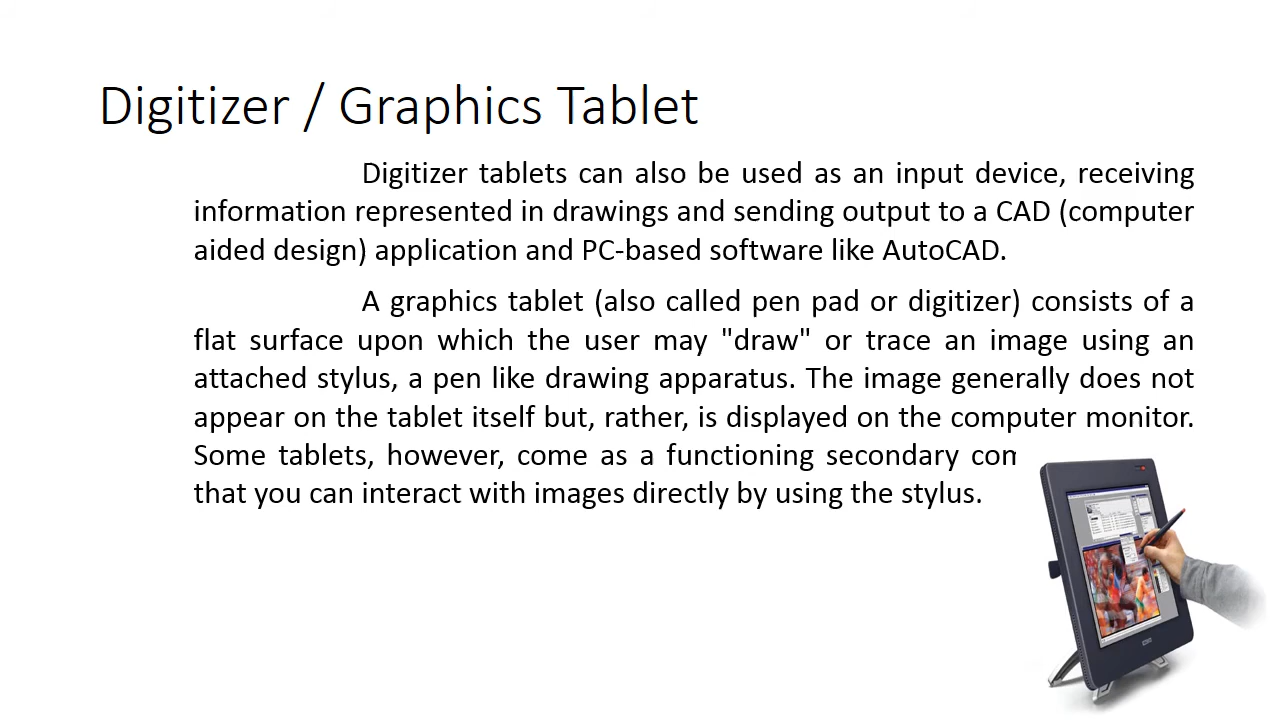 Digitizer / Graphics Tablet
Digitizer tablets can also be used as an input device, receiving
information represented in drawings and sending output to a CAD (computer
aided design) application and PC-based software like AutoCAD.
A graphics tablet (also called pen pad or digitizer) consists of a
flat surface upon which the user may "draw" or trace an image using an
attached stylus, a pen like drawing apparatus. The image generally does not
appear on the tablet itself but, rather, is displayed on the computer monitor.
Some tablets, however, come as a functioning secondary
that you can interact with images directly by using the stylus.